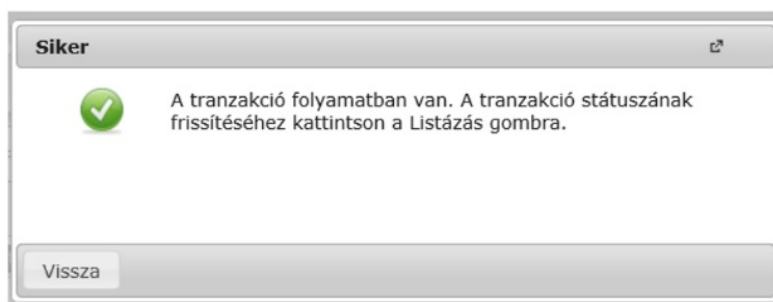 Siker
A tranzakció folyamatban van. A tranzakció státuszának
frissítéséhez kattintson a Listázás gombra.
Vissza